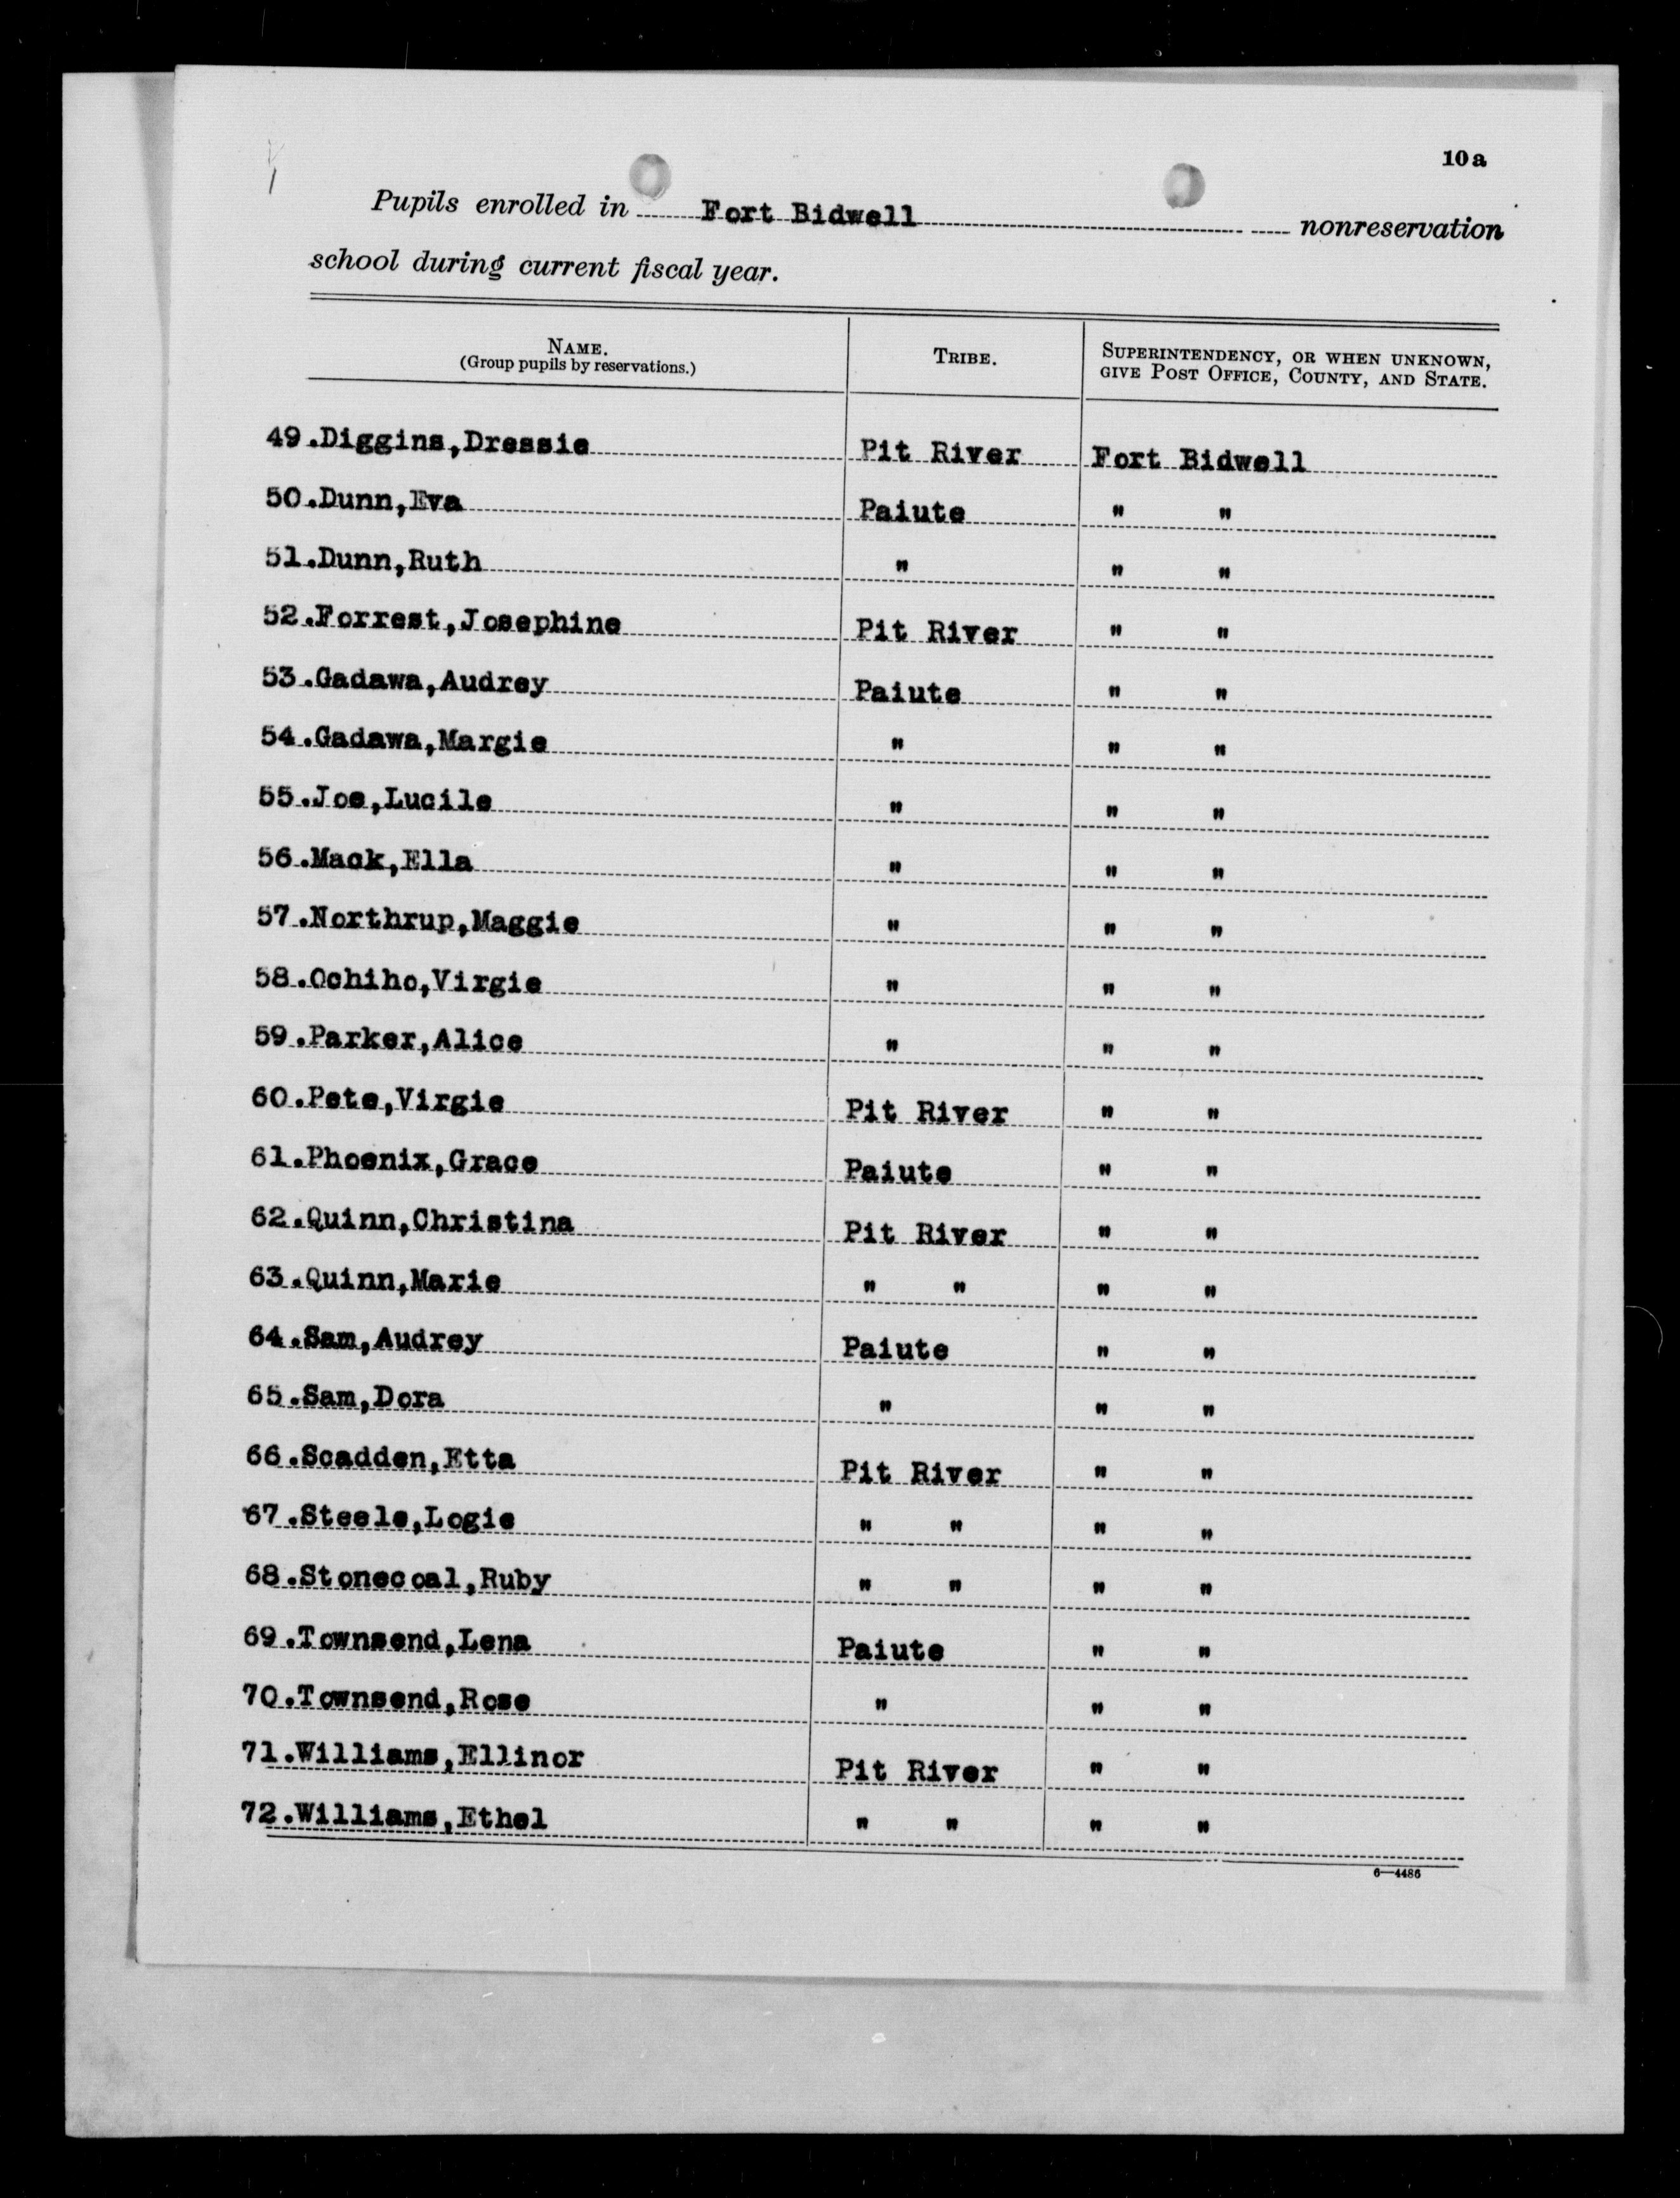 10a
Pupils enrolled in Fort Bidwell nonreservation
school during current fiscal year.
NAME. TRIBE. SUPERINTENDENCY, OR WHEN UNKNOWN,
(Group pupils by reservations.) GIVE POST OFFICE, COUNTY, AND STATE.
49.Diggins,Dressie Pit River Fort Bidwell
50.Dunn,Eva Paiute " "
51.Dunn,Ruth " " "
52.Forrest,Josephine Pit River " "
53.Gadawa,Audrey Paiute " "
54.Gadawa,Margie " " "
55.Joe,Lucile " " "
56.Mack,Ella " " "
57.Northrup,Maggie " " "
58.Ochiho,Virgie " " "
59.Parker,Alice " " "
60.Pete,Virgie Pit River " "
61.Phoenix,Grace Paiute " "
62.Quinn,Christina Pit River " "
63.Quinn,Marie " " " "
64.Sam,Audrey Paiute " "
65.Sam,Dora " " "
66.Scadden,Etta Pit River " "
67.Steele,Logie " " " "
68.Stonecoal,Ruby " " " "
69.Townsend,Lena Paiute " "
70.Townsend,Rose " " "
71.Williams,Ellinor Pit River " "
72.Williams,Ethel " " " "
6—4486